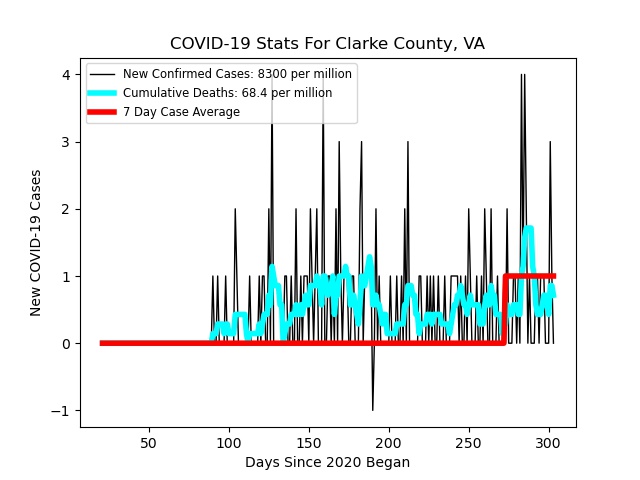 COVID-19 Stats For Clarke County, VA
New Confirmed Cases: 8300 per million
Cumulative Deaths: 68.4 per million
7 Day Case Average
4
3
2
1
0
−1
New COVID-19 Cases
50 100 150 200 250 300
Days Since 2020 Began